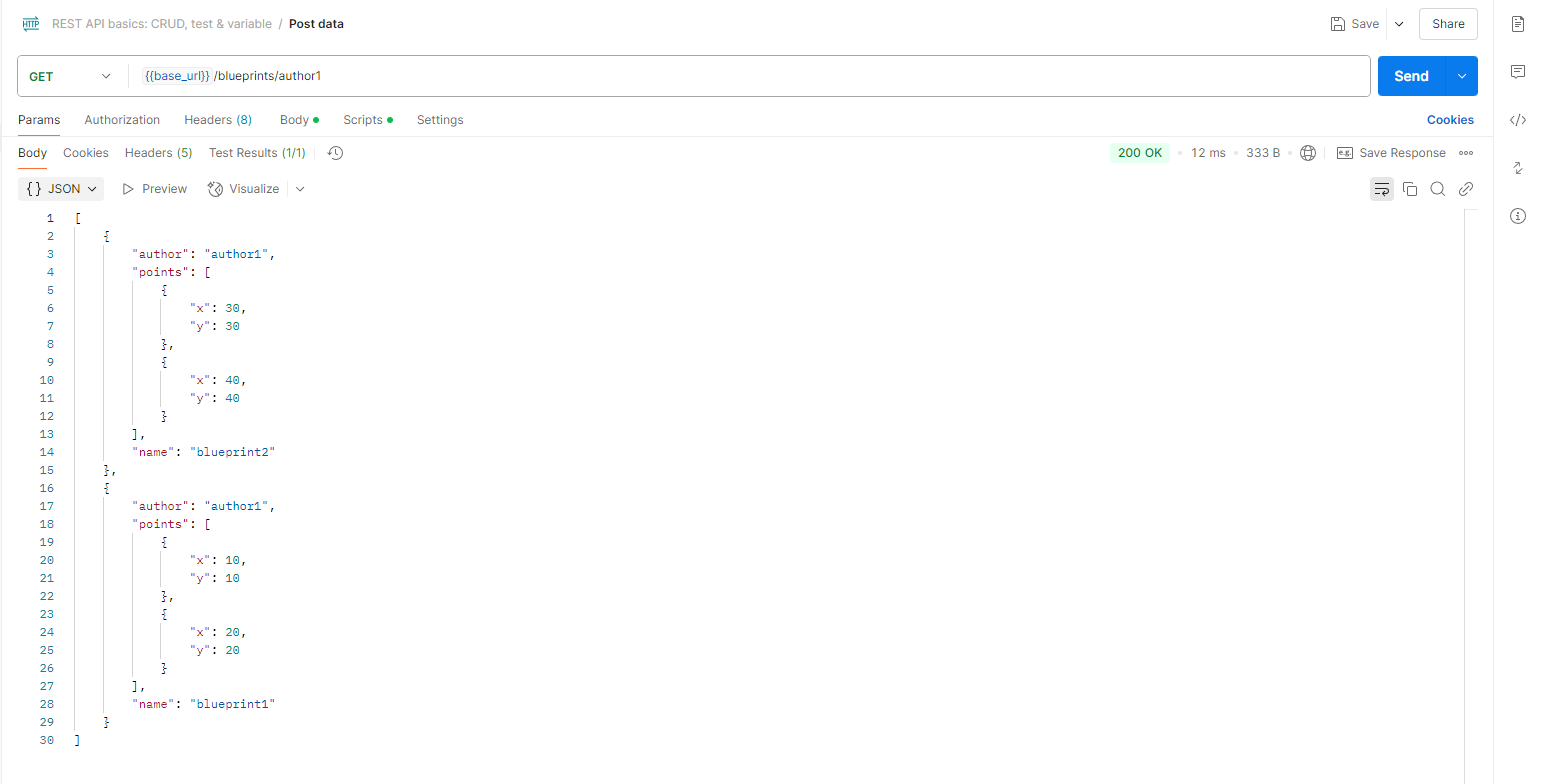 HTTP REST API basics: CRUD, test & variable / Post data
Save
Share
GET {{base_url}}/blueprints/author1
Send
Params Authorization Headers (8) Body Scripts Settings
Cookies
Body Cookies Headers (5) Test Results (1/1)
200 OK 12 ms 333 B e.g. Save Response
{} JSON Preview Visualize
1 [
2 {
3 "author": "author1",
4 "points": [
5 {
6 "x": 30,
7 "y": 30
8 },
9 {
10 "x": 40,
11 "y": 40
12 }
13 ],
14 "name": "blueprint2"
15 },
16 {
17 "author": "author1",
18 "points": [
19 {
20 "x": 10,
21 "y": 10
22 },
23 {
24 "x": 20,
25 "y": 20
26 }
27 ],
28 "name": "blueprint1"
29 }
30 ]